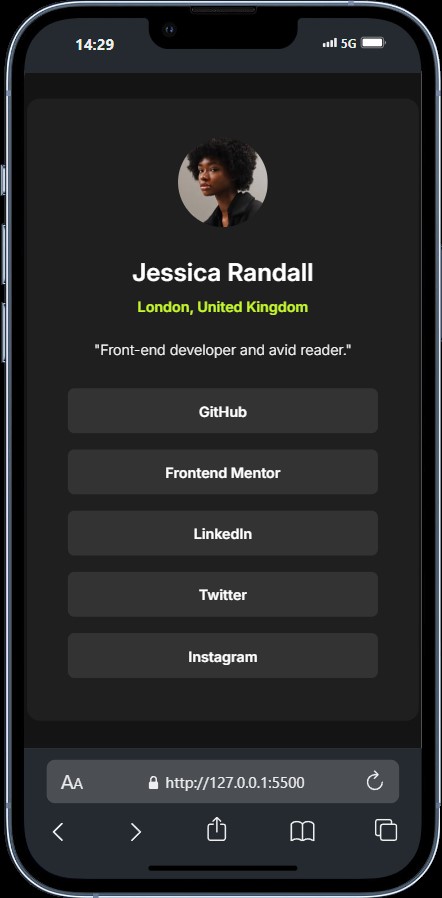 14:29
5G
Jessica Randall
London, United Kingdom
"Front-end developer and avid reader."
GitHub
Frontend Mentor
LinkedIn
Twitter
Instagram
AA http://127.0.0.1:5500